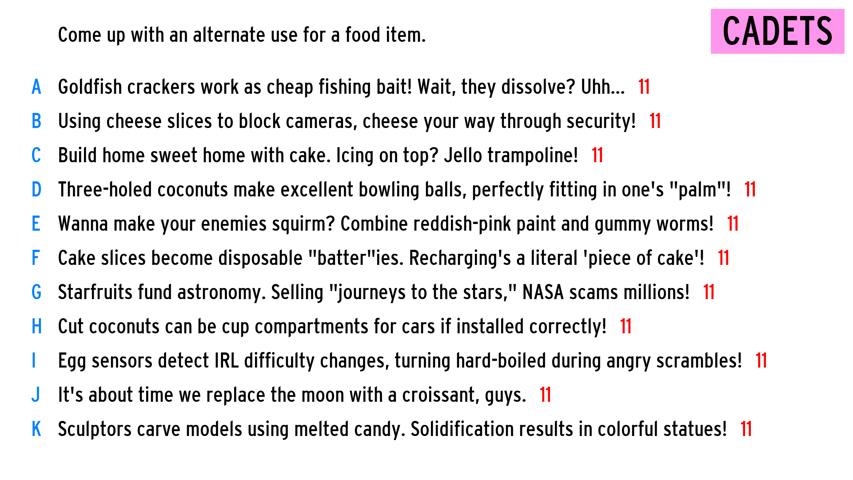 Come up with an alternate use for a food item.
CADETS
A Goldfish crackers work as cheap fishing bait! Wait, they dissolve? Uhh... 11
B Using cheese slices to block cameras, cheese your way through security! 11
C Build home sweet home with cake. Icing on top? Jello trampoline! 11
D Three-holed coconuts make excellent bowling balls, perfectly fitting in one's "palm"! 11
E Wanna make your enemies squirm? Combine reddish-pink paint and gummy worms! 11
F Cake slices become disposable "batter"ies. Recharging's a literal 'piece of cake'! 11
G Starfruits fund astronomy. Selling "journeys to the stars," NASA scams millions! 11
H Cut coconuts can be cup compartments for cars if installed correctly! 11
I Egg sensors detect IRL difficulty changes, turning hard-boiled during angry scrambles! 11
J It's about time we replace the moon with a croissant, guys. 11
K Sculptors carve models using melted candy. Solidification results in colorful statues! 11